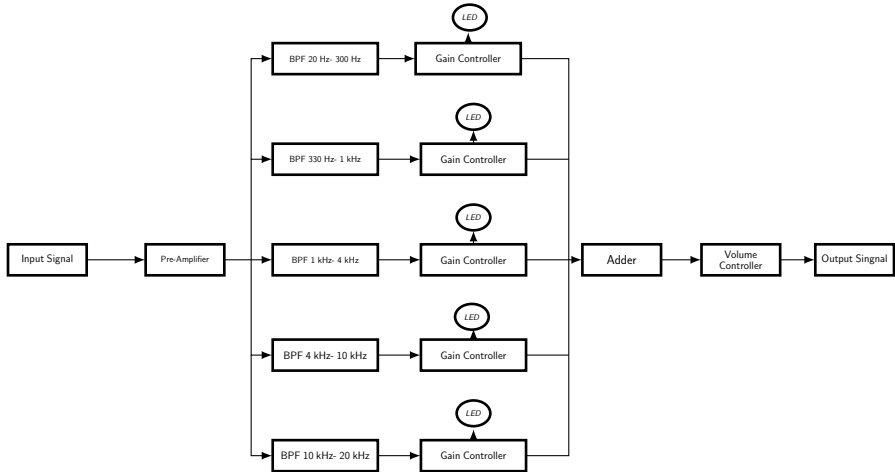 LED
BPF 20 Hz- 300 Hz
Gain Controller
LED
BPF 330 Hz- 1 kHz
Gain Controller
LED
Input Signal
Pre-Amplifier
BPF 1 kHz- 4 kHz
Gain Controller
Adder
Volume
Controller
Output Singnal
LED
BPF 4 kHz- 10 kHz
Gain Controller
LED
BPF 10 kHz- 20 kHz
Gain Controller